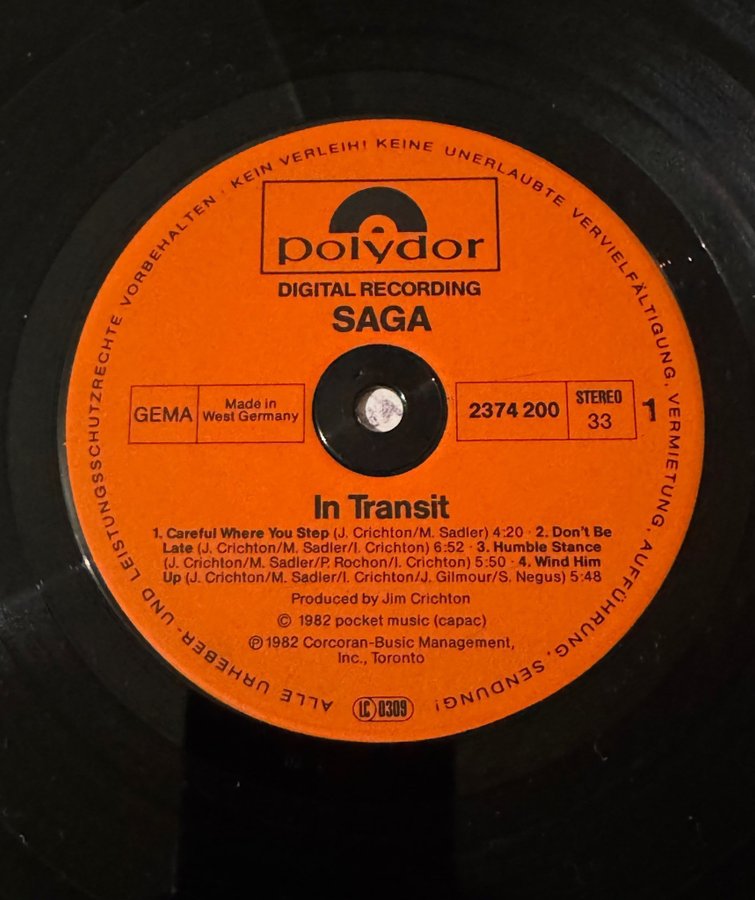 ALLE URHEBER- UND LEISTUNGSSCHUTZRECHTE VORBEHALTEN · KEIN VERLEIH! KEINE UNERLAUBTE VERVIELFÄLTIGUNG, VERMIETUNG, AUFFÜHRUNG, SENDUNG!
polydor
DIGITAL RECORDING
SAGA
GEMA
Made in
West Germany
2374 200
STEREO
33
1
In Transit
1. Careful Where You Step (J. Crichton/M. Sadler) 4:20 · 2. Don't Be
Late (J. Crichton/M. Sadler/I. Crichton) 6:52 · 3. Humble Stance
(J. Crichton/M. Sadler/P. Rochon/I. Crichton) 5:50 · 4. Wind Him
Up (J. Crichton/M. Sadler/I. Crichton/J. Gilmour/S. Negus) 5:48
Produced by Jim Crichton
© 1982 pocket music (capac)
℗ 1982 Corcoran-Busic Management,
Inc., Toronto
LC 0309